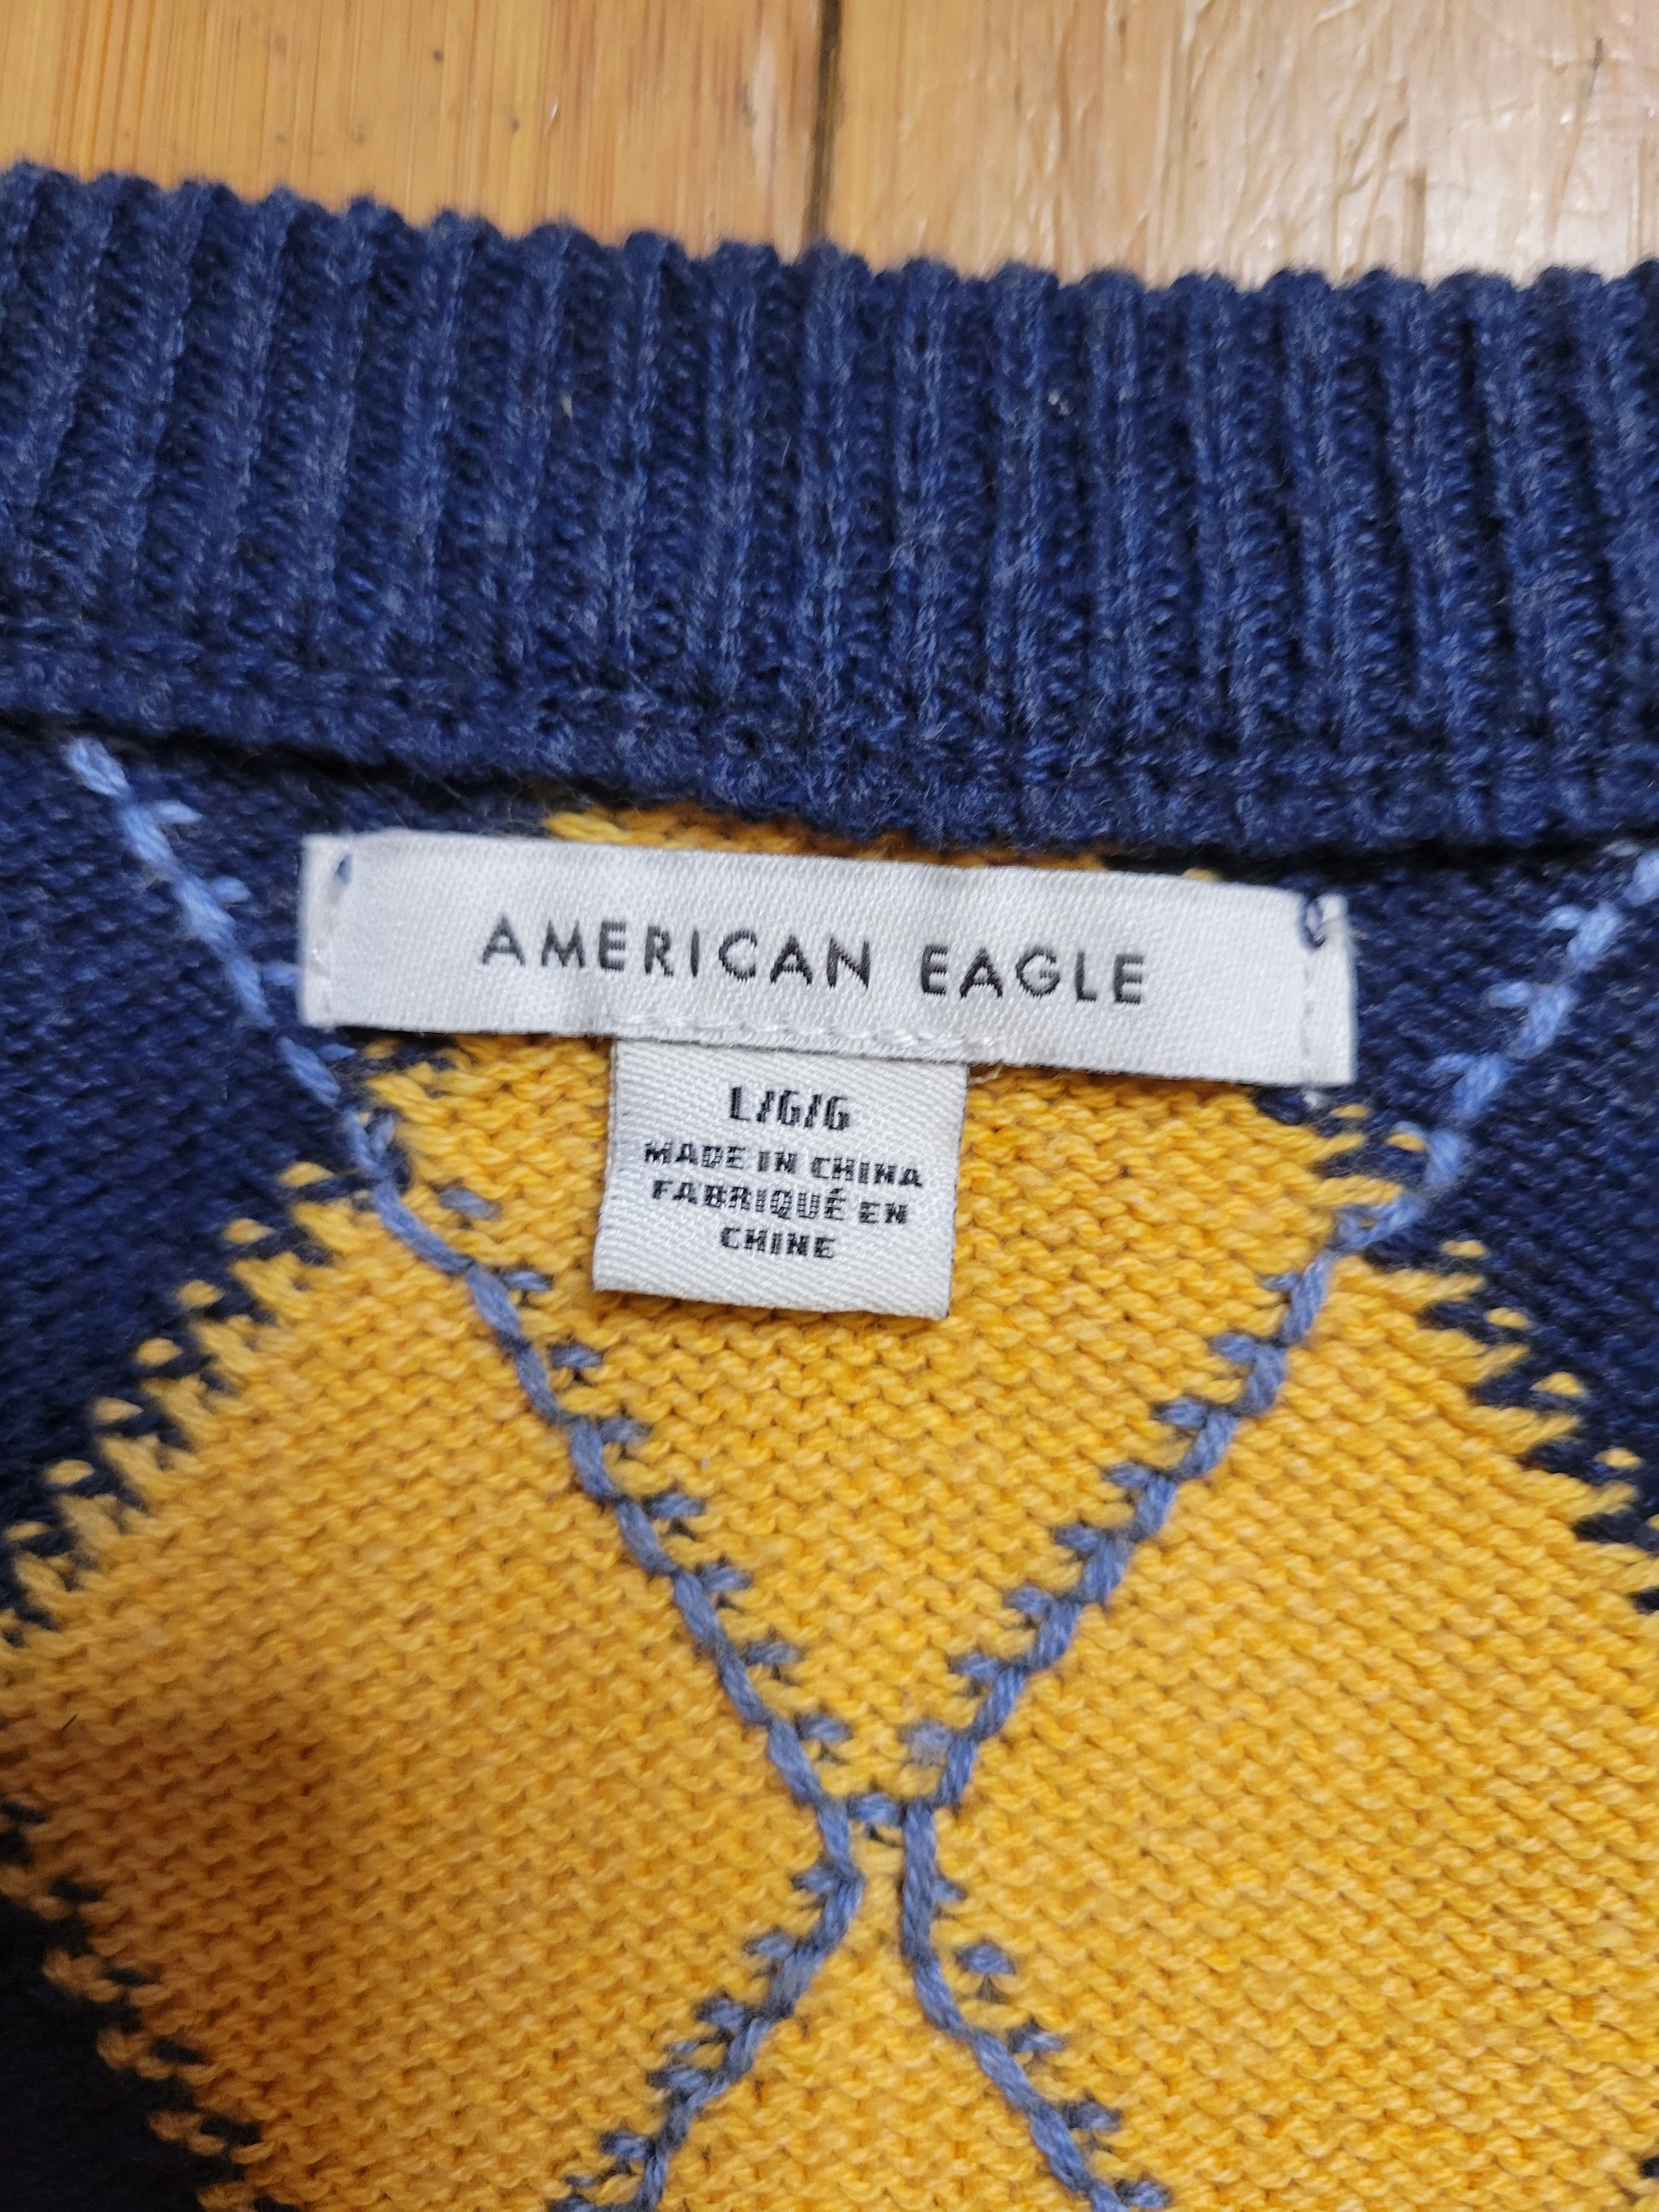 AMERICAN EAGLE
L/G/G
MADE IN CHINA
FABRIQUÉ EN
CHINE